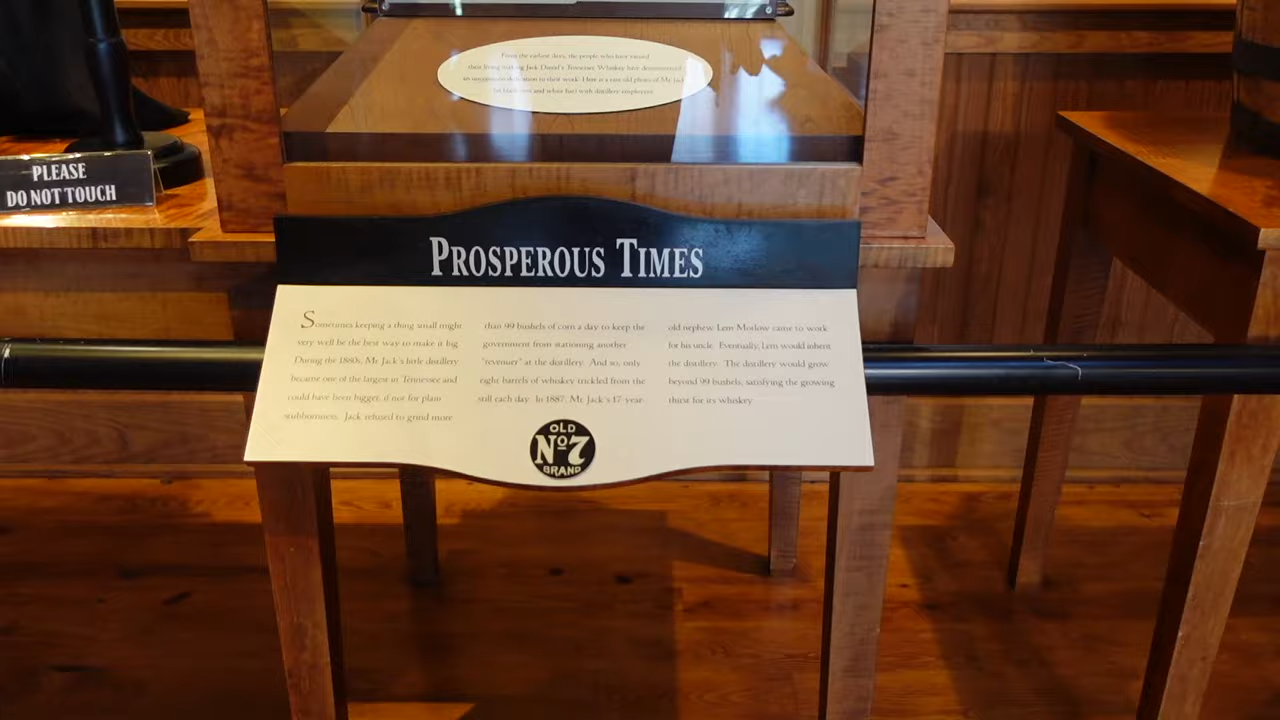 From the earliest days, the people who have earned
their living making Jack Daniel's Tennessee Whiskey have demonstrated
an uncommon dedication to their work. Here is a rare old photo of Mr. Jack
and white hat) with distillery employees.
PLEASE
DO NOT TOUCH
PROSPEROUS TIMES
Sometimes keeping a thing small might
very well be the best way to make it big.
During the 1880s, Mr. Jack's little distillery
became one of the largest in Tennessee and
could have been bigger, if not for plain
stubbornness. Jack refused to grind more
than 99 bushels of corn a day to keep the
government from stationing another
"revenuer" at the distillery. And so, only
eight barrels of whiskey trickled from the
still each day. In 1887, Mr. Jack's 17-year-
old nephew Lem Motlow came to work
for his uncle. Eventually, Lem would inherit
the distillery. The distillery would grow
beyond 99 bushels, satisfying the growing
thirst for its whiskey.
OLD
Nº7
BRAND